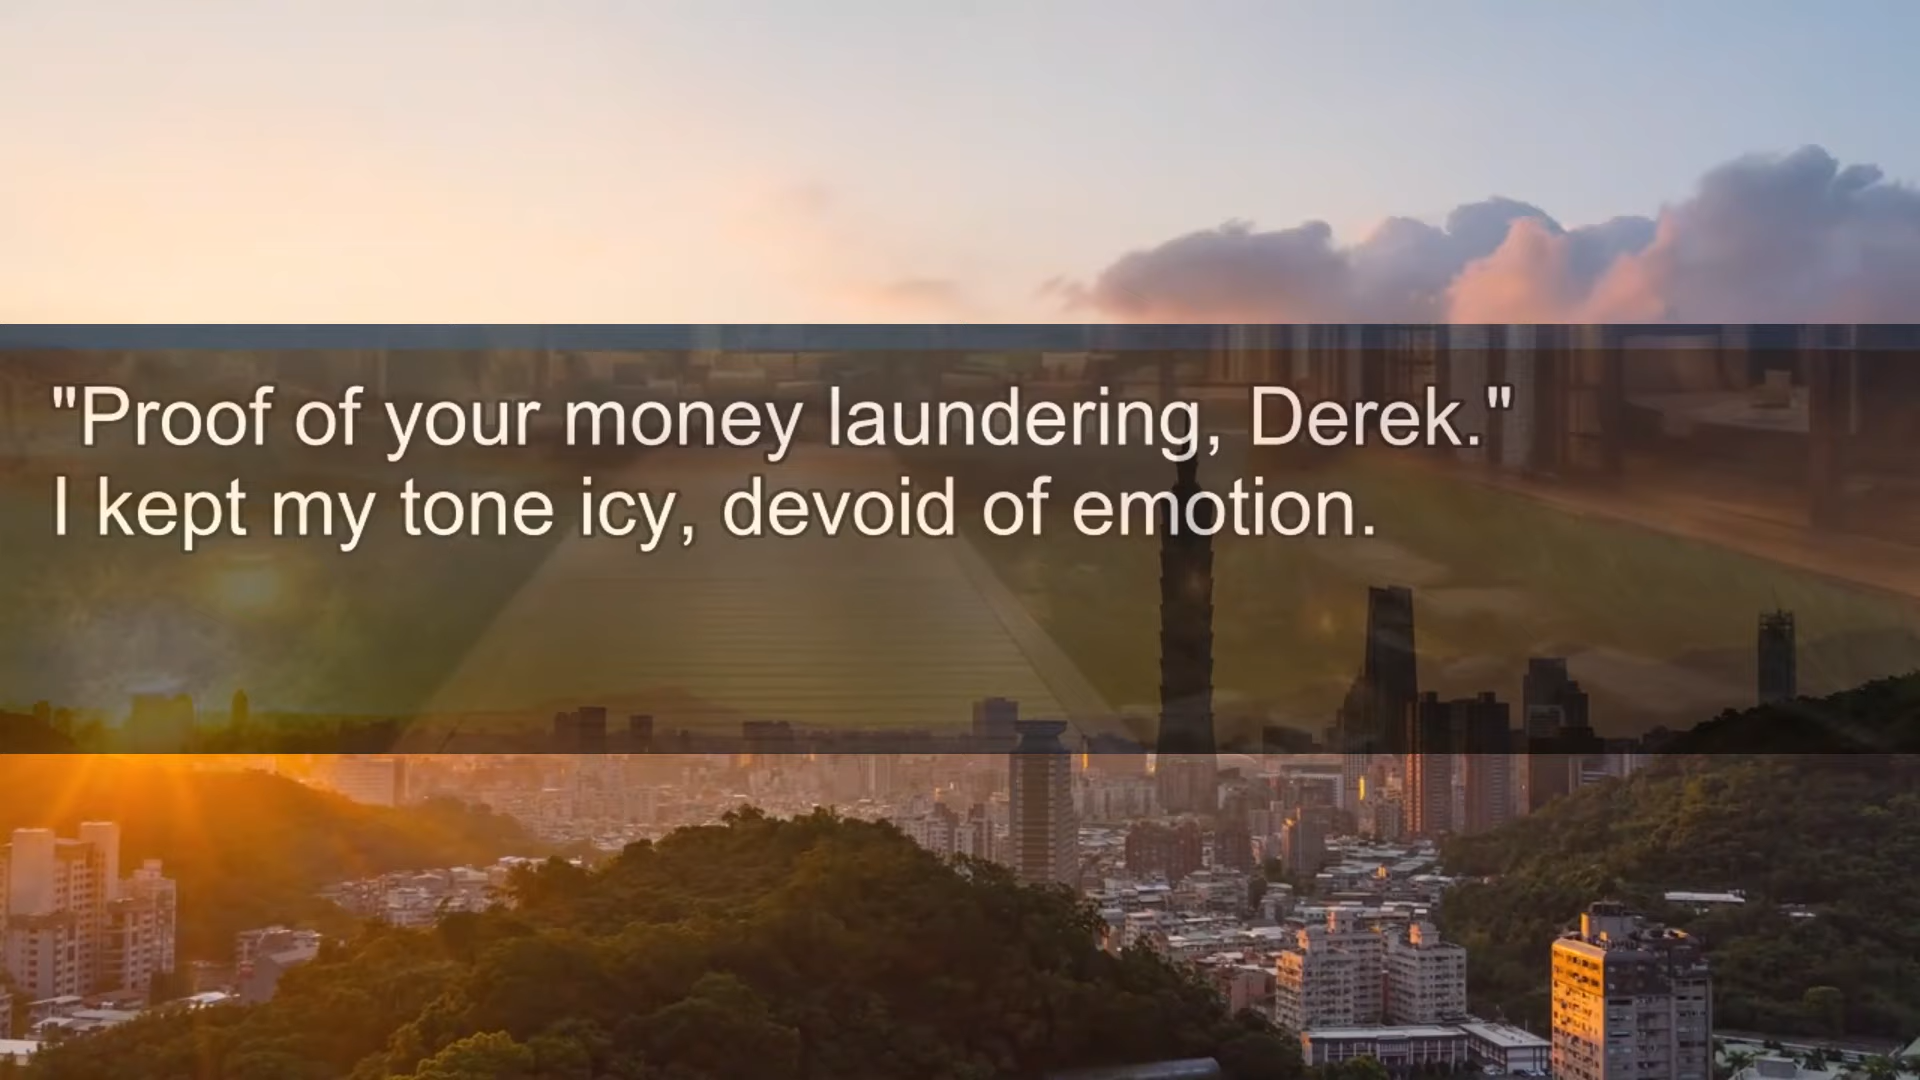 "Proof of your money laundering, Derek."
I kept my tone icy, devoid of emotion.